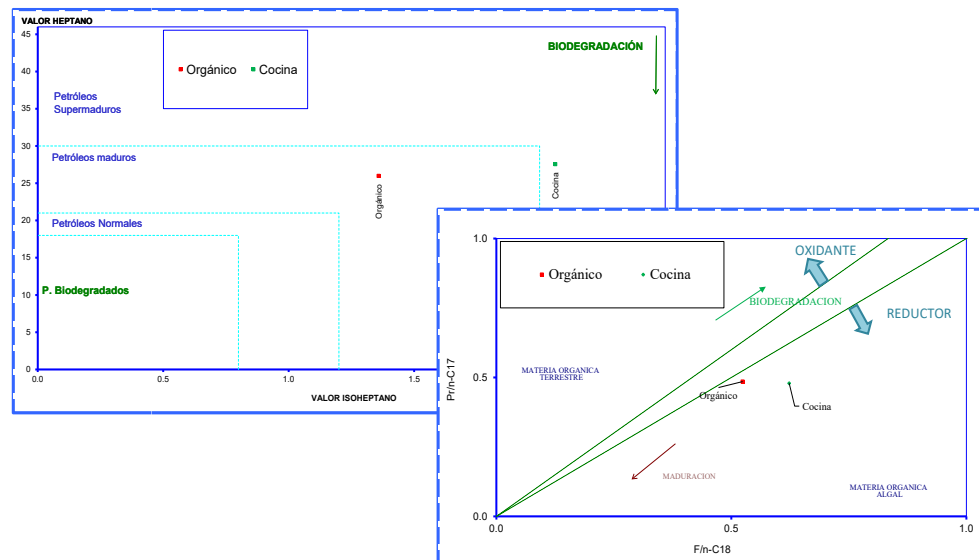 VALOR HEPTANO
45
40
35
30
25
20
15
10
5
0
0.0
0.5
1.0
1.5
VALOR ISOHEPTANO
Orgánico
Cocina
BIODEGRADACIÓN
Petróleos
Supermaduros
Petróleos maduros
Petróleos Normales
P. Biodegradados
Orgánico
Cocina
1.0
0.5
0.0
Pr/n-C17
0.0
0.5
1.0
F/n-C18
Orgánico
Cocina
OXIDANTE
BIODEGRADACION
REDUCTOR
MATERIA ORGANICA
TERRESTRE
Orgánico
Cocina
MADURACION
MATERIA ORGANICA
ALGAL